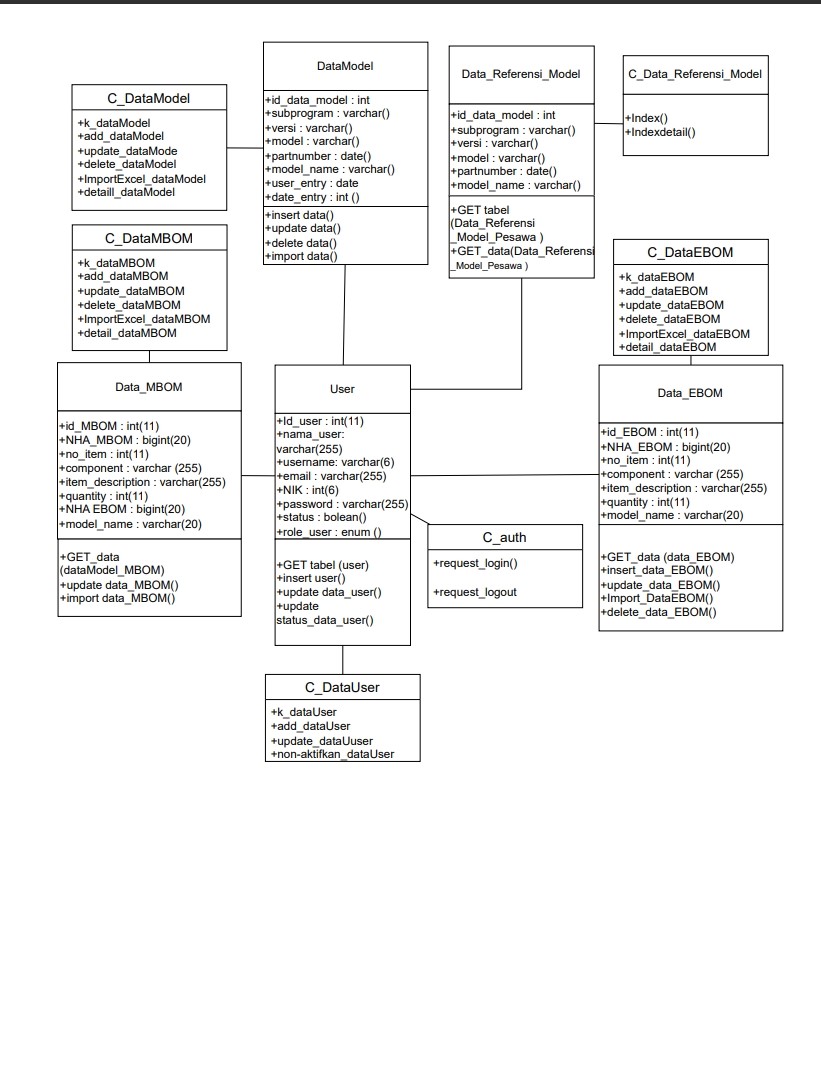 DataModel
+id_data_model : int
+subprogram : varchar()
+versi : varchar()
+model : varchar()
+partnumber : date()
+model_name : varchar()
+user_entry : date
+date_entry : int ()
+insert data()
+update data()
+delete data()
+import data()
Data_Referensi_Model
+id_data_model : int
+subprogram : varchar()
+versi : varchar()
+model : varchar()
+partnumber : date()
+model_name : varchar()
+GET tabel
(Data_Referensi
_Model_Pesawa )
+GET_data(Data_Referensi
_Model_Pesawa )
C_Data_Referensi_Model
+Index()
+Indexdetail()
C_DataModel
+k_dataModel
+add_dataModel
+update_dataMode
+delete_dataModel
+ImportExcel_dataModel
+detaill_dataModel
C_DataMBOM
+k_dataMBOM
+add_dataMBOM
+update_dataMBOM
+delete_dataMBOM
+ImportExcel_dataMBOM
+detail_dataMBOM
C_DataEBOM
+k_dataEBOM
+add_dataEBOM
+update_dataEBOM
+delete_dataEBOM
+ImportExcel_dataEBOM
+detail_dataEBOM
Data_MBOM
+id_MBOM : int(11)
+NHA_MBOM : bigint(20)
+no_item : int(11)
+component : varchar (255)
+item_description : varchar(255)
+quantity : int(11)
+NHA EBOM : bigint(20)
+model_name : varchar(20)
+GET_data
(dataModel_MBOM)
+update data_MBOM()
+import data_MBOM()
User
+Id_user : int(11)
+nama_user:
varchar(255)
+username: varchar(6)
+email : varchar(255)
+NIK : int(6)
+password : varchar(255)
+status : bolean()
+role_user : enum ()
+GET tabel (user)
+insert user()
+update data_user()
+update
status_data_user()
Data_EBOM
+id_EBOM : int(11)
+NHA_EBOM : bigint(20)
+no_item : int(11)
+component : varchar (255)
+item_description : varchar(255)
+quantity : int(11)
+model_name : varchar(20)
+GET_data (data_EBOM)
+insert_data_EBOM()
+update_data_EBOM()
+Import_DataEBOM()
+delete_data_EBOM()
C_auth
+request_login()
+request_logout
C_DataUser
+k_dataUser
+add_dataUser
+update_dataUuser
+non-aktifkan_dataUser